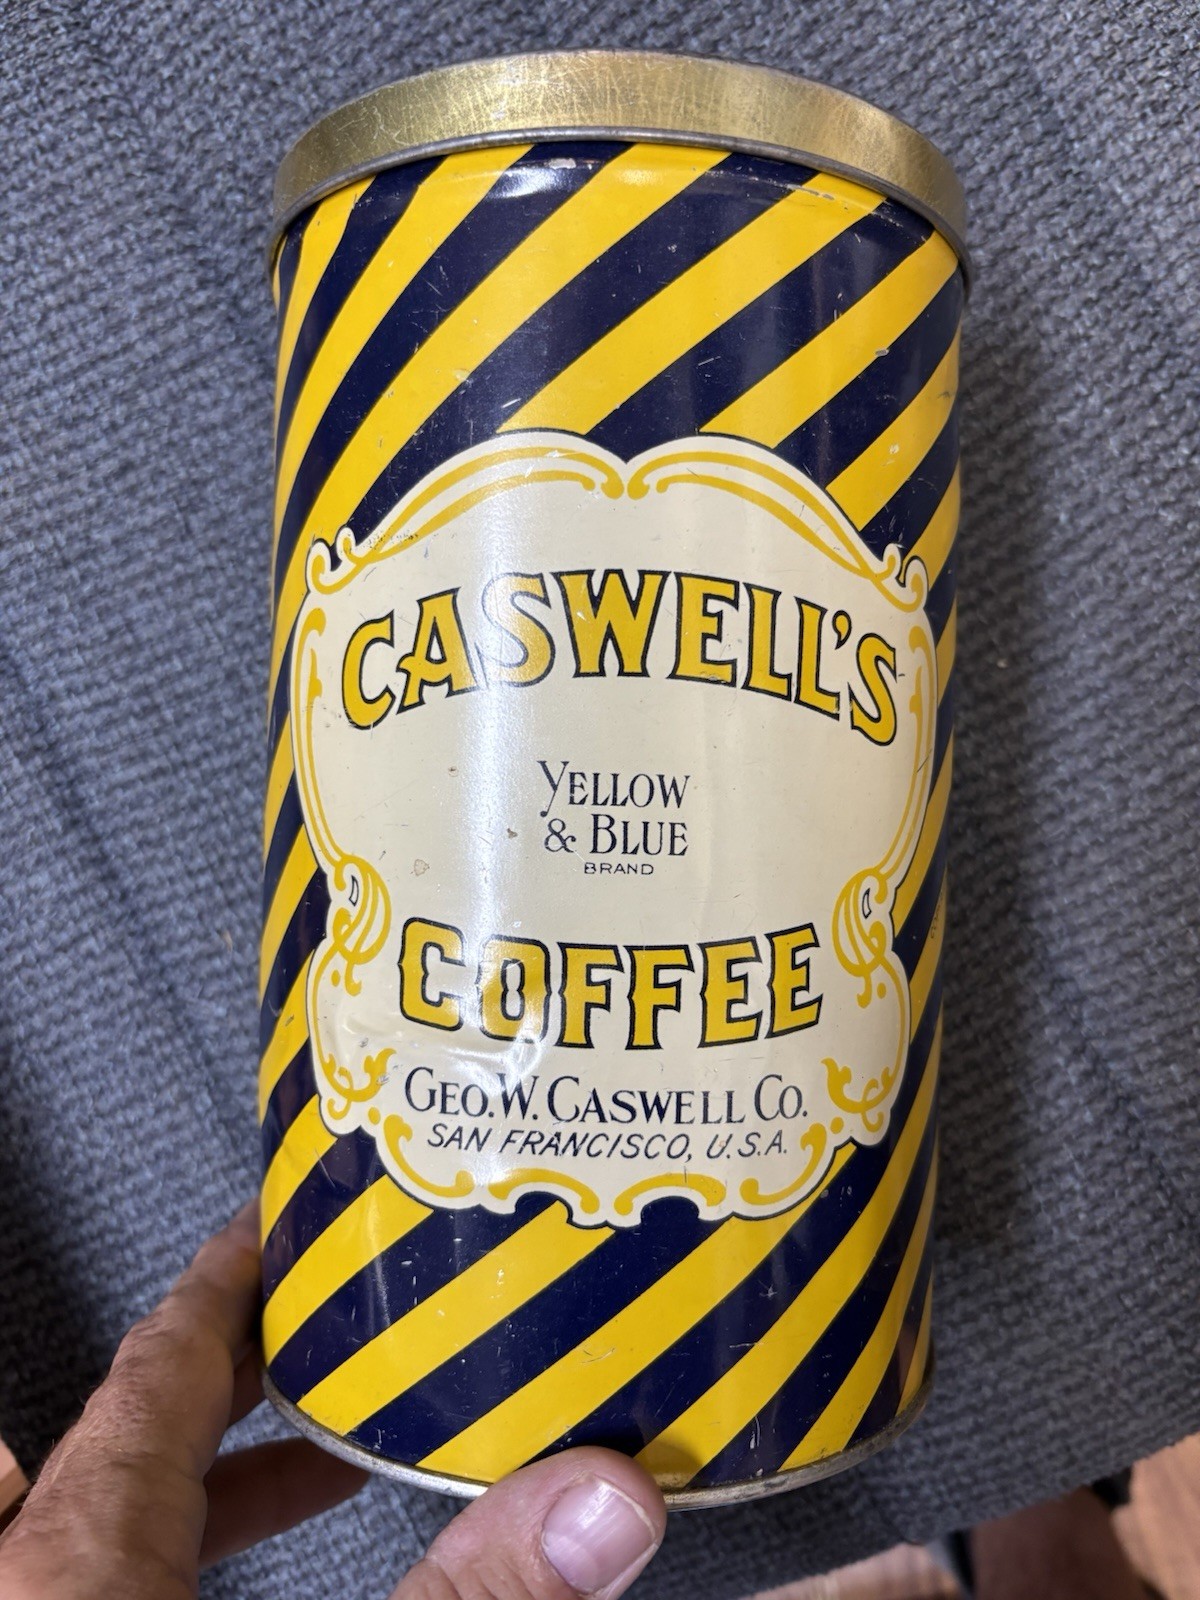 CASWELL'S
YELLOW
& BLUE
BRAND
COFFEE
GEO. W. CASWELL CO.
SAN FRANCISCO, U.S.A.